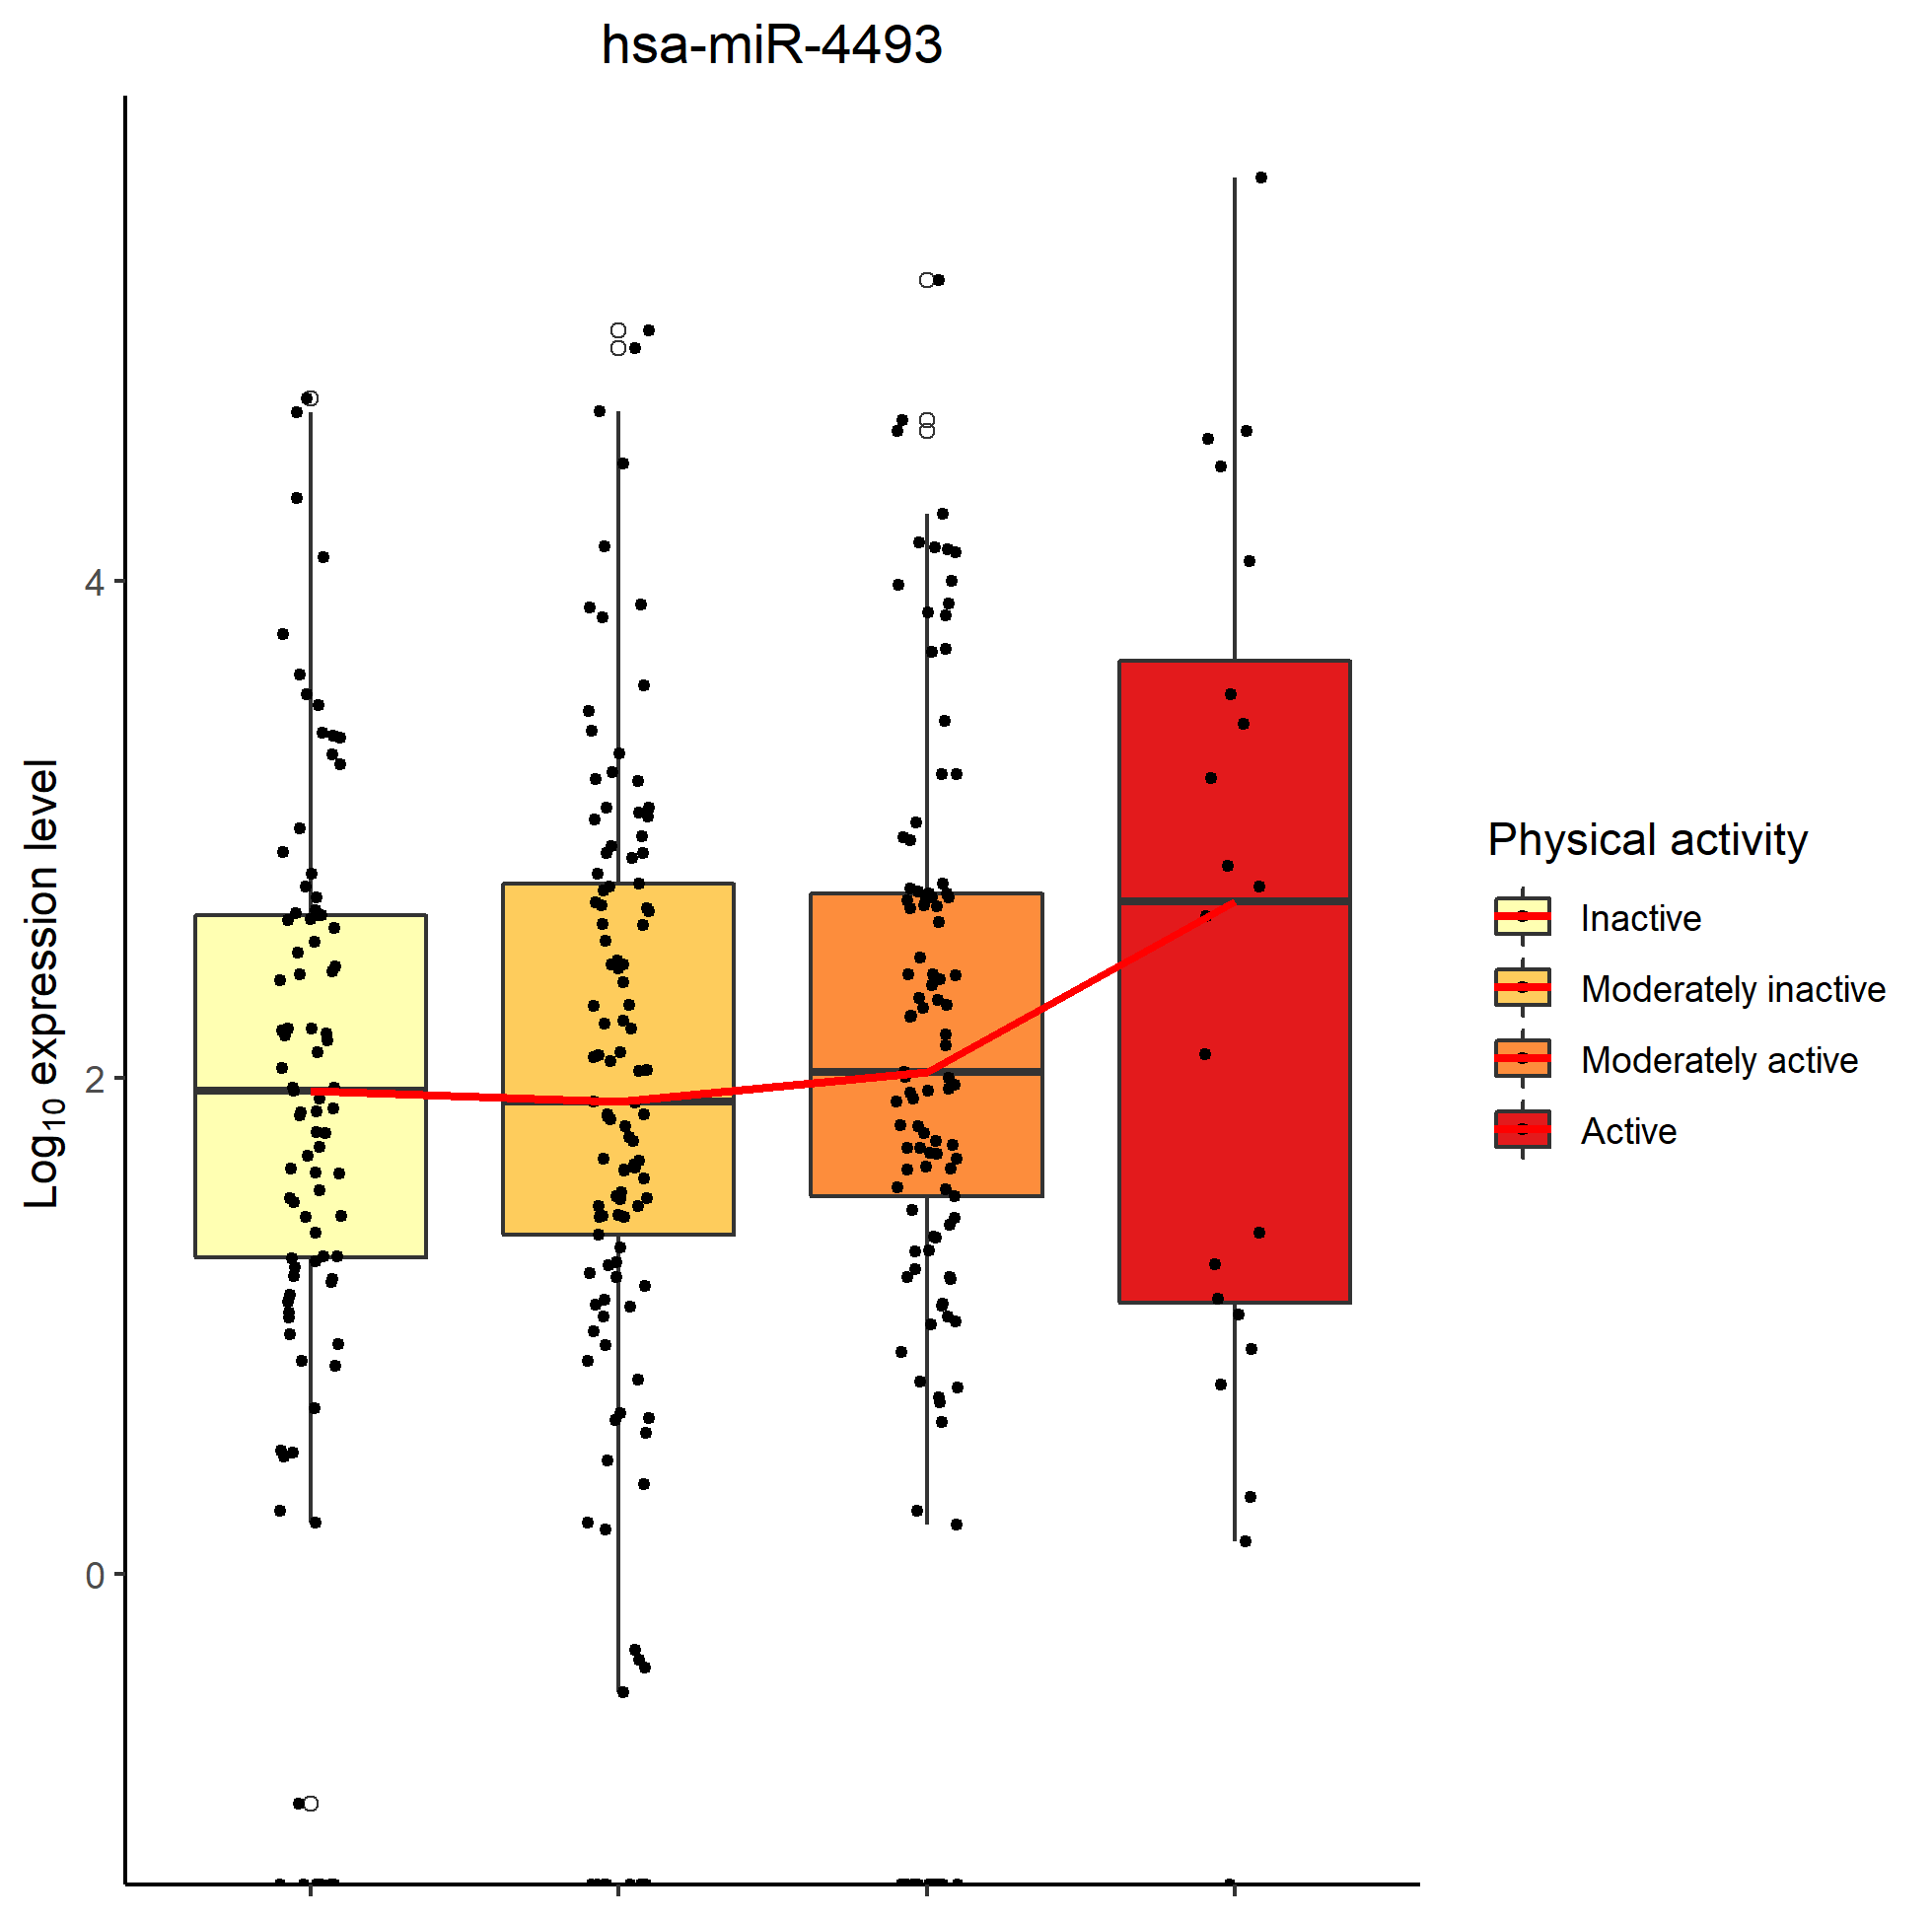 hsa-miR-4493
Log₁₀ expression level
4
2
0
Physical activity
Inactive
Moderately inactive
Moderately active
Active